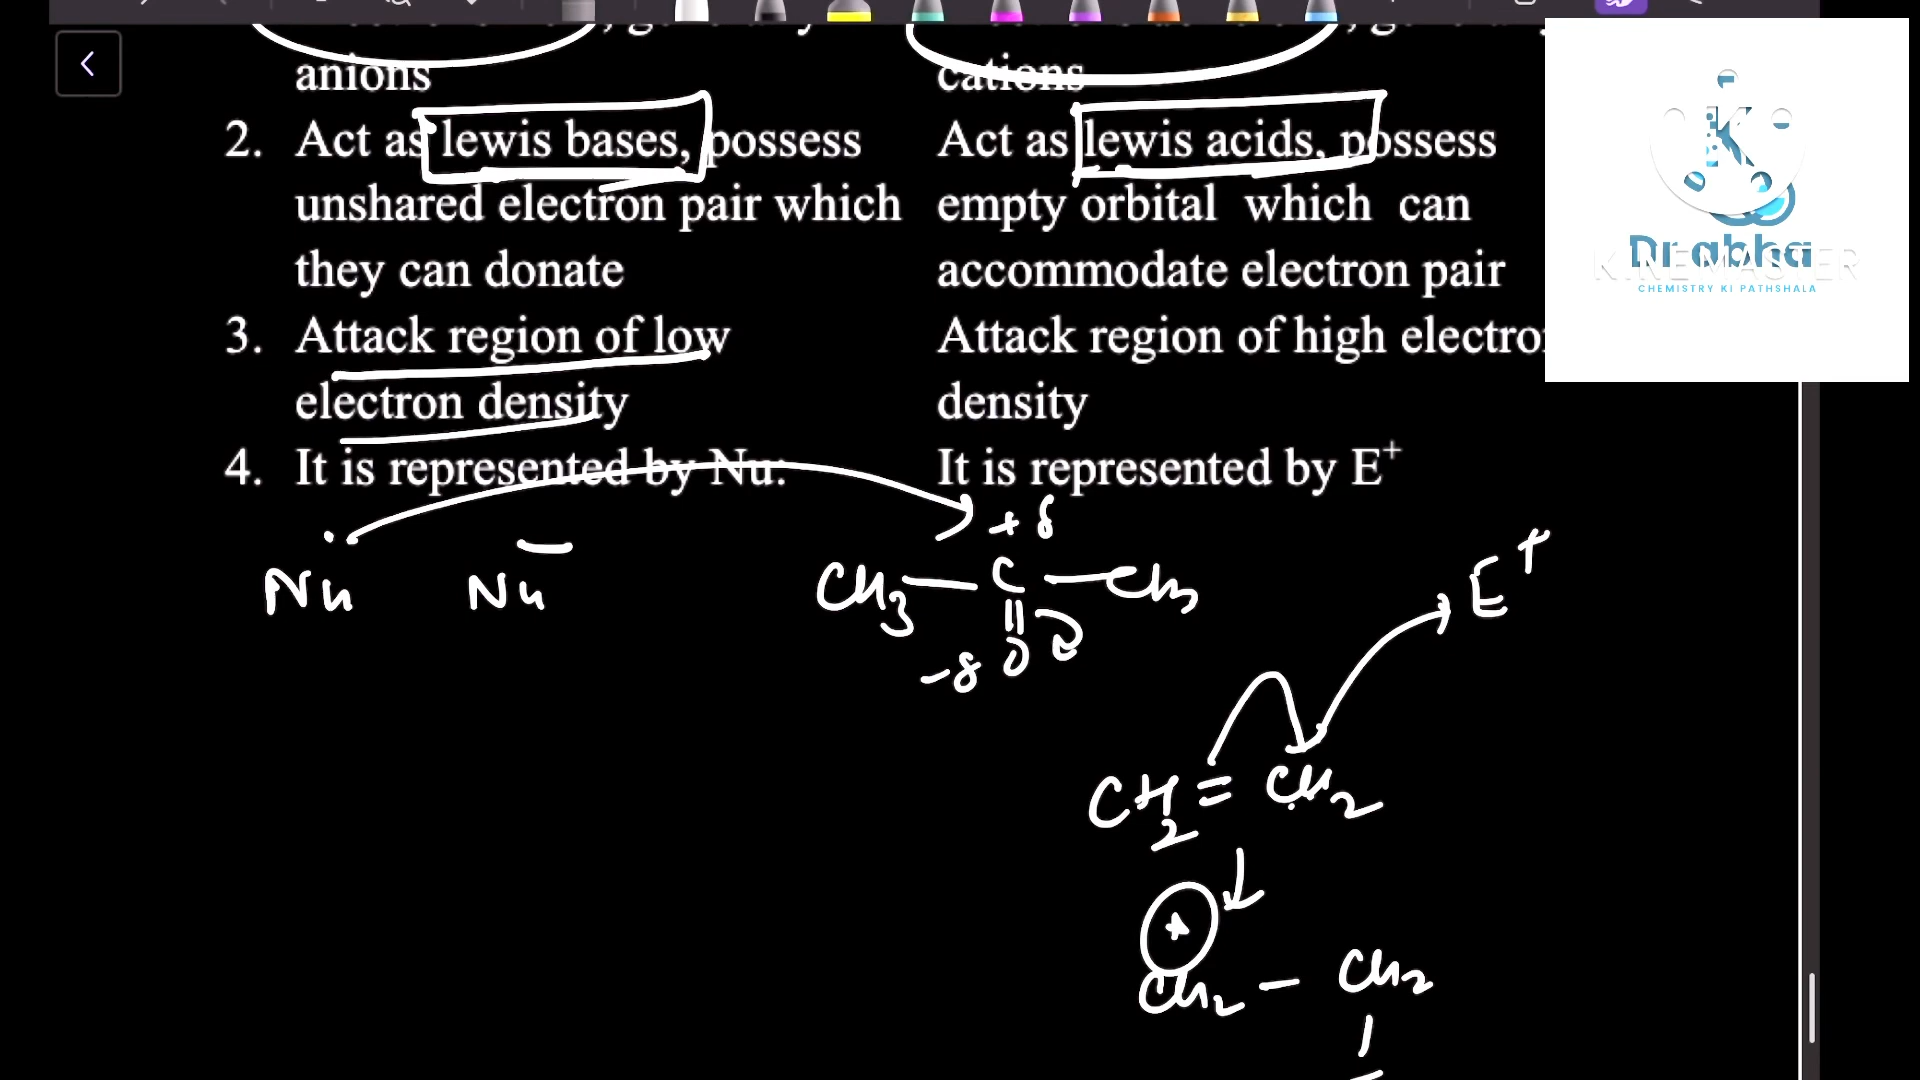 anions cations
2. Act as lewis bases, possess Act as lewis acids, possess
unshared electron pair which empty orbital which can
they can donate accommodate electron pair
3. Attack region of low Attack region of high
electron density density
4. It is represented by Nu: It is represented by E⁺
N̈u N̅u CH3 — C — CH3 E⁺
+δ
||
-δ O
CH2 = CH2
↓
+
CH2 — CH2
|
K
KINEMASTER
Dr abha
CHEMISTRY KI PATHSHALA